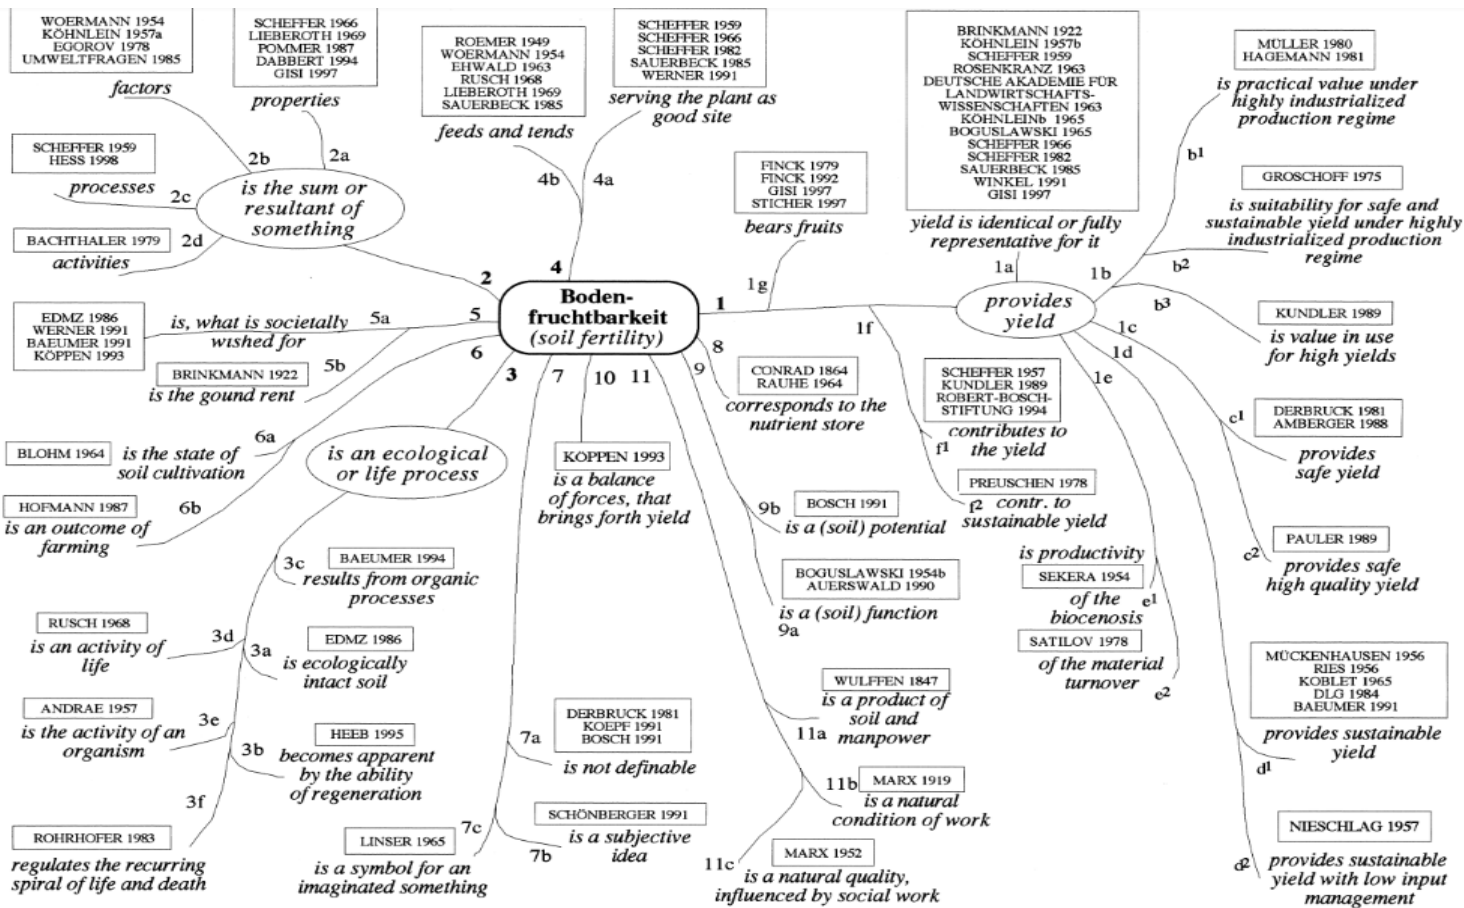 WOERMANN 1954
KÖHNLEIN 1957a
EGOROV 1978
UMWELTFRAGEN 1985
factors
2b
SCHEFFER 1966
LIEBEROTH 1969
POMMER 1987
DABBERT 1994
GISI 1997
properties
2a
SCHEFFER 1959
HESS 1998
processes
2c
BACHTHALER 1979
activities
2d
is the sum or
resultant of
something
2
ROEMER 1949
WOERMANN 1954
EHWALD 1963
RUSCH 1968
LIEBEROTH 1969
SAUERBECK 1985
feeds and tends
4b
SCHEFFER 1959
SCHEFFER 1966
SCHEFFER 1982
SAUERBECK 1985
WERNER 1991
serving the plant as
good site
4a
4
Boden-
fruchtbarkeit
(soil fertility)
FINCK 1979
FINCK 1992
GISI 1997
STICHER 1997
bears fruits
1g
1
BRINKMANN 1922
KÖHNLEIN 1957b
SCHEFFER 1959
ROSENKRANZ 1963
DEUTSCHE AKADEMIE FÜR
LANDWIRTSCHAFTS-
WISSENSCHAFTEN 1963
KÖHNLEINb 1965
BOGUSLAWSKI 1965
SCHEFFER 1966
SCHEFFER 1982
SAUERBECK 1985
WINKEL 1991
GISI 1997
yield is identical or fully
representative for it
1a
provides
yield
1b
MÜLLER 1980
HAGEMANN 1981
is practical value under
highly industrialized
production regime
b1
GROSCHOFF 1975
is suitability for safe and
sustainable yield under highly
industrialized production
regime
b2
KUNDLER 1989
is value in use
for high yields
b3
1c
DERBRUCK 1981
AMBERGER 1988
provides
safe yield
c1
PAULER 1989
provides safe
high quality yield
c2
1d
MÜCKENHAUSEN 1956
RIES 1956
KOBLET 1965
DLG 1984
BAEUMER 1991
provides sustainable
yield
d1
NIESCHLAG 1957
provides sustainable
yield with low input
management
d2
1e
is productivity
SEKERA 1954
of the
biocenosis
e1
SATILOV 1978
of the material
turnover
e2
1f
SCHEFFER 1957
KUNDLER 1989
ROBERT-BOSCH-
STIFTUNG 1994
contributes to
the yield
f1
PREUSCHEN 1978
contr. to
sustainable yield
f2
5
EDMZ 1986
WERNER 1991
BAEUMER 1991
KÖPPEN 1993
is, what is societally
wished for
5a
BRINKMANN 1922
is the gound rent
5b
6
BLOHM 1964
is the state of
soil cultivation
6a
HOFMANN 1987
is an outcome of
farming
6b
3
is an ecological
or life process
BAEUMER 1994
results from organic
processes
3c
RUSCH 1968
is an activity of
life
3d
EDMZ 1986
is ecologically
intact soil
3a
ANDRAE 1957
is the activity of an
organism
3e
HEEB 1995
becomes apparent
by the ability
of regeneration
3b
ROHRHOFER 1983
regulates the recurring
spiral of life and death
3f
7
DERBRUCK 1981
KOEPF 1991
BOSCH 1991
is not definable
7a
SCHÖNBERGER 1991
is a subjective
idea
7b
LINSER 1965
is a symbol for an
imaginated something
7c
10
KÖPPEN 1993
is a balance
of forces, that
brings forth yield
8
CONRAD 1864
RAUHE 1964
corresponds to the
nutrient store
9
BOSCH 1991
is a (soil) potential
9b
BOGUSLAWSKI 1954b
AUERSWALD 1990
is a (soil) function
9a
11
WULFFEN 1847
is a product of
soil and
manpower
11a
MARX 1919
is a natural
condition of work
11b
MARX 1952
is a natural quality,
influenced by social work
11c